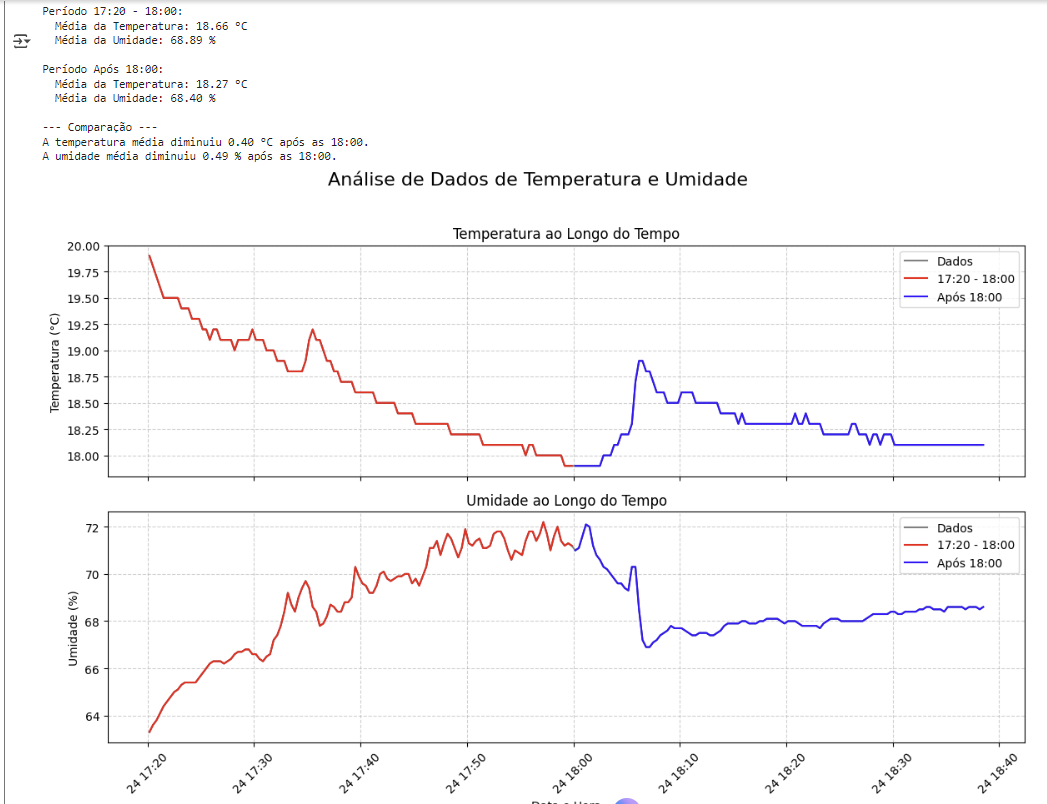 Período 17:20 - 18:00:
Média da Temperatura: 18.66 °C
Média da Umidade: 68.89 %
Período Após 18:00:
Média da Temperatura: 18.27 °C
Média da Umidade: 68.40 %
--- Comparação ---
A temperatura média diminuiu 0.40 °C após as 18:00.
A umidade média diminuiu 0.49 % após as 18:00.
Análise de Dados de Temperatura e Umidade
Temperatura ao Longo do Tempo
20.00
19.75
19.50
19.25
19.00
18.75
18.50
18.25
18.00
Temperatura (°C)
Dados
17:20 - 18:00
Após 18:00
Umidade ao Longo do Tempo
72
70
68
66
64
Umidade (%)
Dados
17:20 - 18:00
Após 18:00
24 17:20
24 17:30
24 17:40
24 17:50
24 18:00
24 18:10
24 18:20
24 18:30
24 18:40